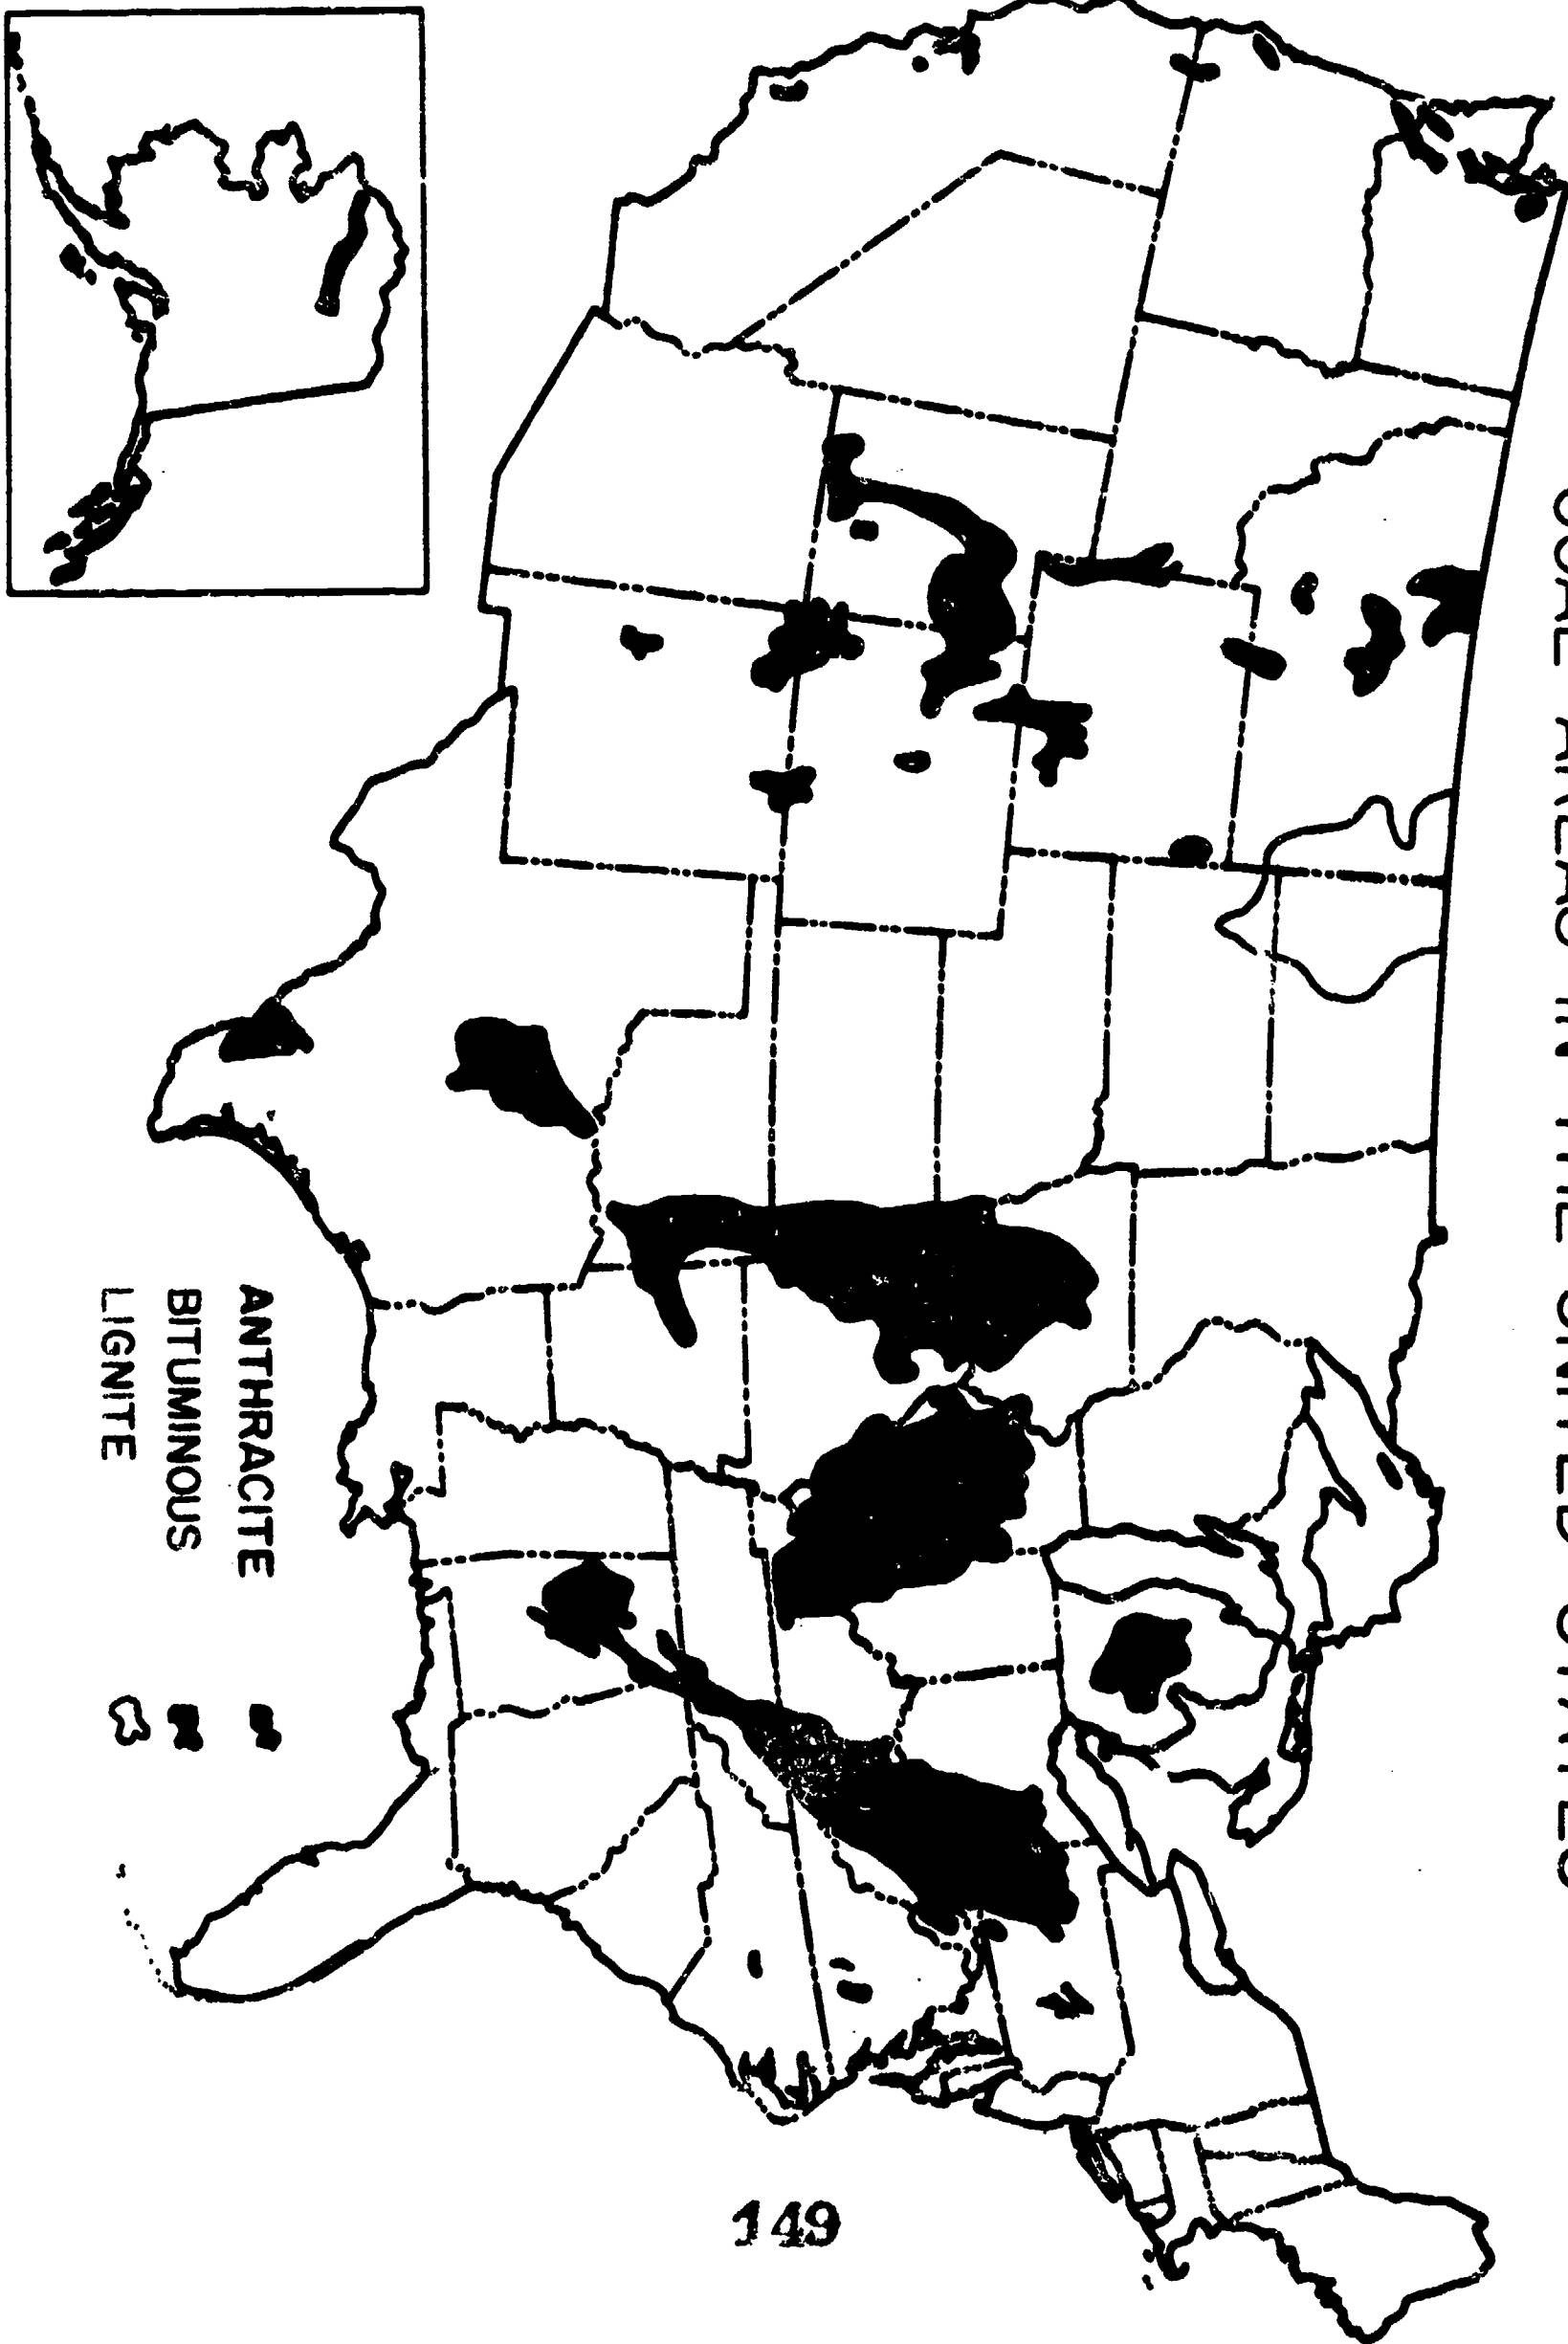 COAL AREAS IN THE UNITED STATES
ANTHRACITE
BITUMINOUS
LIGNITE
149